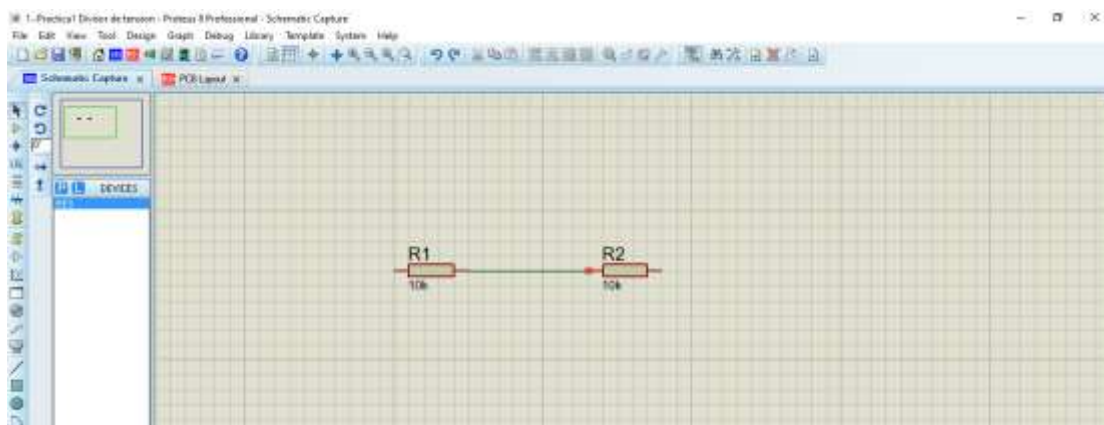 1.-Practica1 Divisor de tension - Proteus 8 Professional - Schematic Capture
File Edit View Tool Design Graph Debug Library Template System Help
Schematic Capture
PCB Layout
P L DEVICES
RES
R1
10k
R2
10k